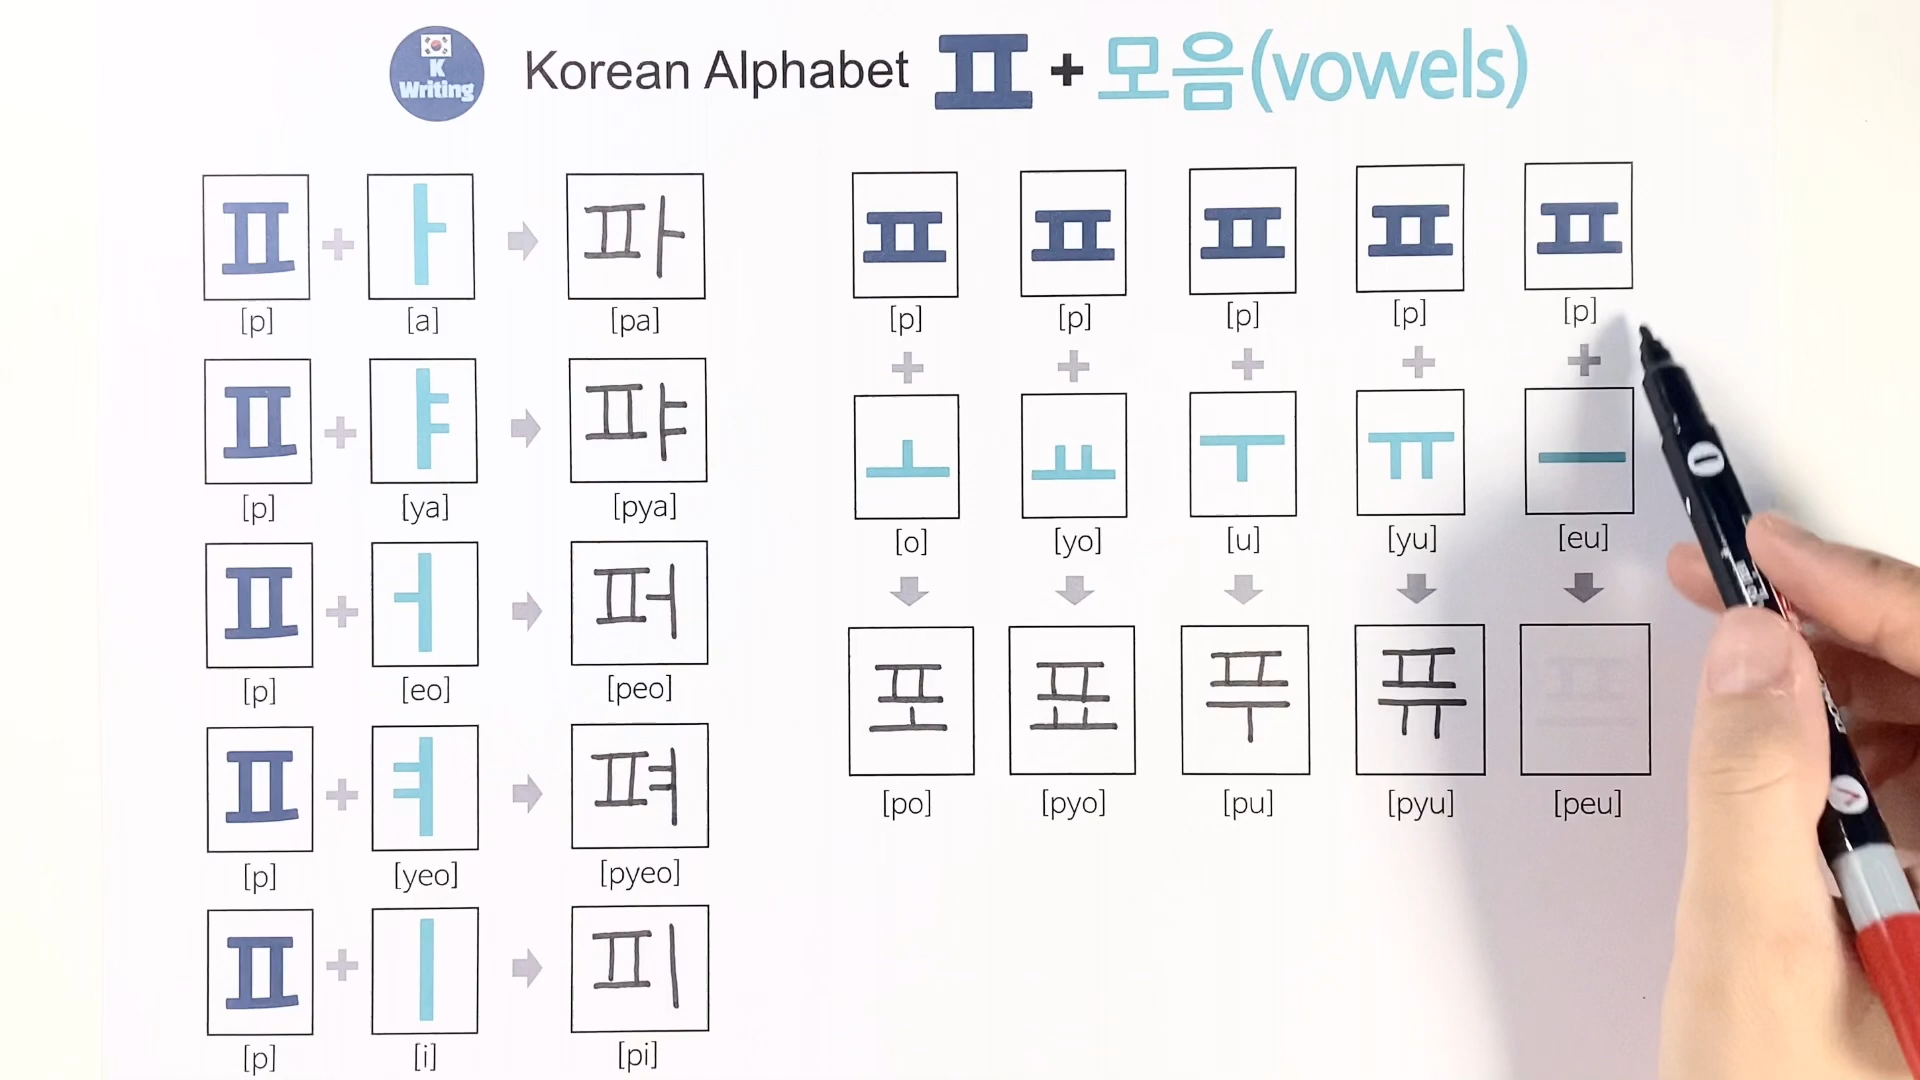 K
Writing
Korean Alphabet ㅍ + 모음(vowels)
ㅍ + ㅏ 파
[p] [a] [pa]
ㅍ + ㅑ 퍄
[p] [ya] [pya]
ㅍ + ㅓ 퍼
[p] [eo] [peo]
ㅍ + ㅕ 펴
[p] [yeo] [pyeo]
ㅍ + ㅣ 피
[p] [i] [pi]
ㅍ ㅍ ㅍ ㅍ ㅍ
[p] [p] [p] [p] [p]
+ + + + +
ㅗ ㅛ ㅜ ㅠ ㅡ
[o] [yo] [u] [yu] [eu]
포 표 푸 퓨 프
[po] [pyo] [pu] [pyu] [peu]